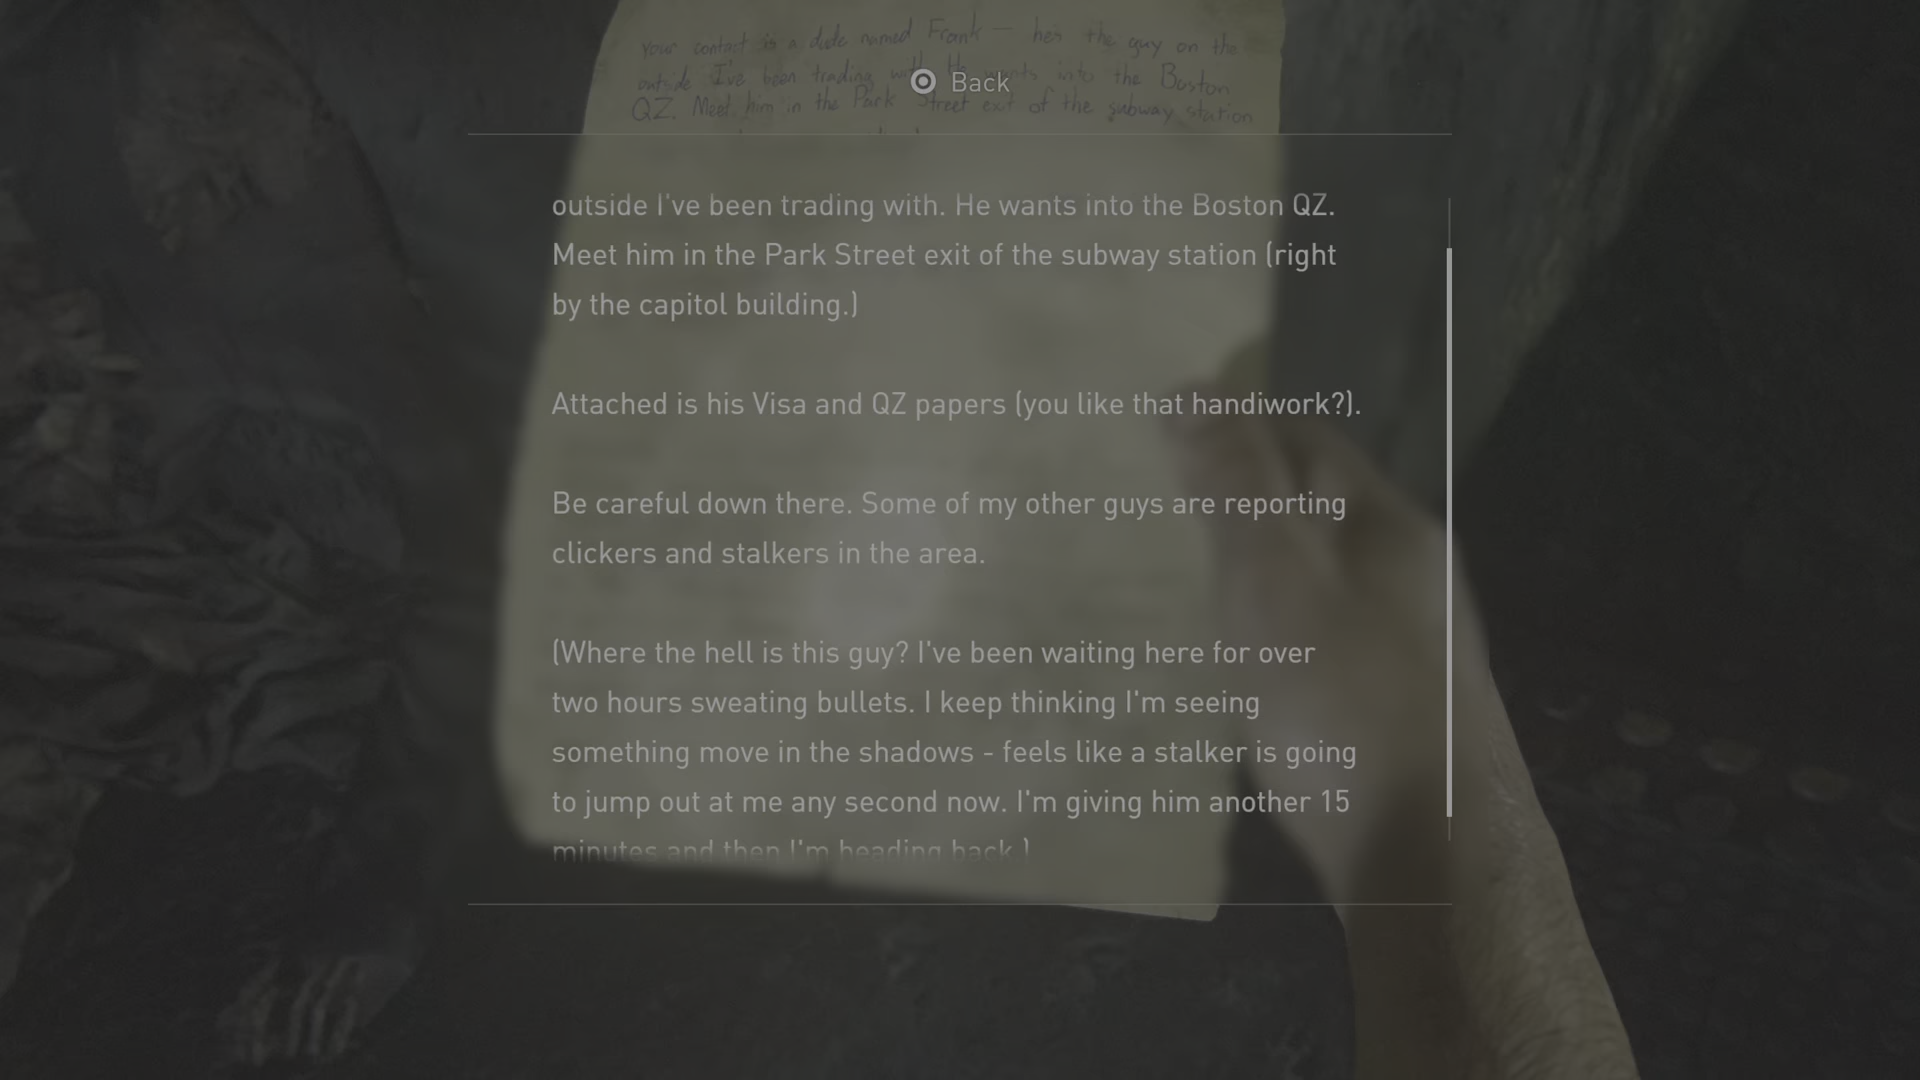 Your contact is a dude named Frank — hes the guy on the
outside I've been trading with. He wants into the Boston
QZ. Meet him in the Park Street exit of the subway station
Back
outside I've been trading with. He wants into the Boston QZ.
Meet him in the Park Street exit of the subway station (right
by the capitol building.)
Attached is his Visa and QZ papers (you like that handiwork?).
Be careful down there. Some of my other guys are reporting
clickers and stalkers in the area.
(Where the hell is this guy? I've been waiting here for over
two hours sweating bullets. I keep thinking I'm seeing
something move in the shadows - feels like a stalker is going
to jump out at me any second now. I'm giving him another 15
minutes and then I'm heading back.)